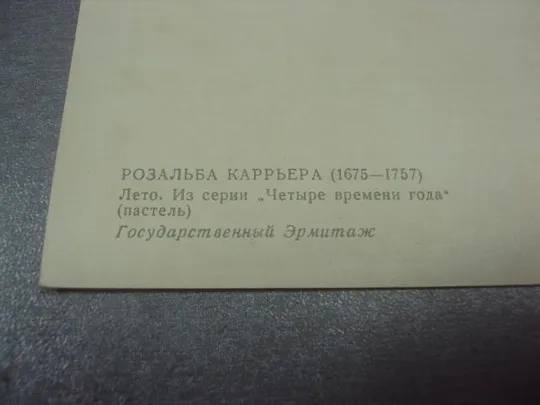 РОЗАЛЬБА КАРРЬЕРА (1675—1757)
Лето. Из серии „Четыре времени года“
(пастель)
Государственный Эрмитаж